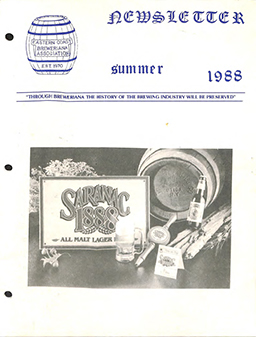 NEWSLETTER
EASTERN COAST
BREWERIANA
ASSOCIATION
EST 1970
summer 1988
"THROUGH BREWERIANA THE HISTORY OF THE BREWING INDUSTRY WILL BE PRESERVED"
SARANAC
1888
ALL MALT LAGER